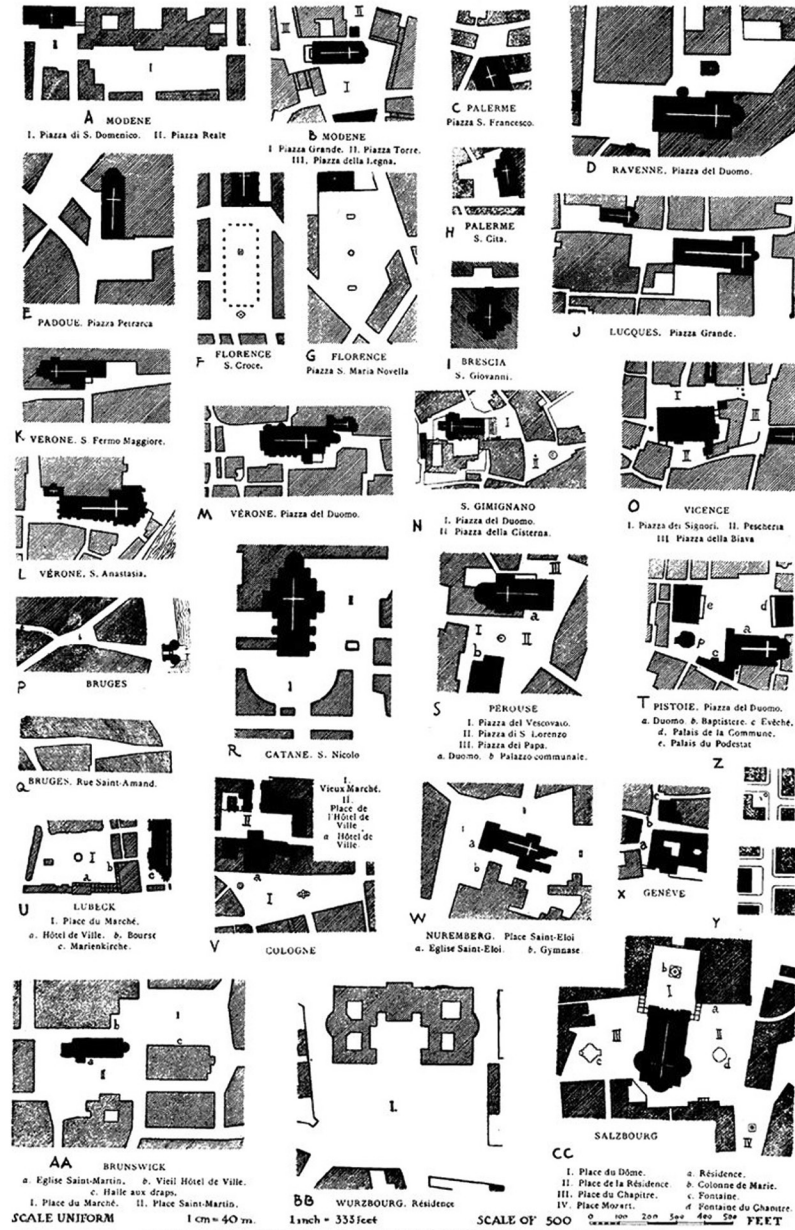 A MODENE
I. Piazza di S. Domenico. II. Piazza Reale
B MODENE
I Piazza Grande. II. Piazza Torre.
III. Piazza della Legna.
C PALERME
Piazza S. Francesco.
D RAVENNE. Piazza del Duomo.
E PADOUE. Piazza Petrarca
F FLORENCE
S. Croce.
G FLORENCE
Piazza S. Maria Novella
H PALERME
S. Cita.
I BRESCIA
S. Giovanni.
J LUCQUES. Piazza Grande.
K VERONE. S. Fermo Maggiore.
L VÉRONE. S. Anastasia.
M VÉRONE. Piazza del Duomo.
N S. GIMIGNANO
I. Piazza del Duomo.
II Piazza della Cisterna.
O VICENCE
I. Piazza dei Signori. II. Pescheria
III Piazza della Biava
P BRUGES
Q BRUGES. Rue Saint-Amand.
R CATANE. S. Nicolo
S PÉROUSE
I. Piazza del Vescovato.
II. Piazza di S. Lorenzo
III. Piazza dei Papa.
a. Duomo. b Palazzo communale.
T PISTOIE. Piazza del Duomo.
a. Duomo b. Baptistere. c Evêché.
d. Palais de la Commune.
e. Palais du Podestat
U LUBECK
I. Place du Marché.
a. Hôtel de Ville. b. Bourse
c. Marienkirche.
I.
Vieux Marché.
II.
Place de
l'Hôtel de
Ville
a Hôtel de
Ville
V COLOGNE
W NUREMBERG. Place Saint-Eloi
a. Eglise Saint-Eloi. b. Gymnase
X GENÈVE
Y
Z
AA BRUNSWICK
a. Eglise Saint-Martin. b. Vieil Hôtel de Ville.
c. Halle aux draps.
I. Place du Marché. II. Place Saint-Martin.
BB WURZBOURG. Résidence
CC SALZBOURG
I. Place du Dôme. a. Résidence.
II. Place de la Résidence b. Colonne de Marie.
III. Place du Chapitre. c. Fontaine.
IV. Place Mozart. d Fontaine du Chapitre.
SCALE UNIFORM 1 cm = 40 m. 1 inch = 333 feet SCALE OF 500 0 100 200 300 400 500 FEET